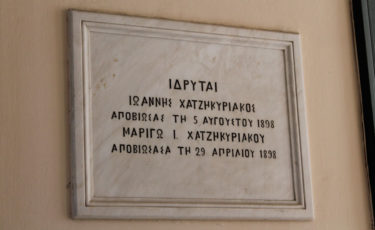 ΙΔΡΥΤΑΙ
ΙΩΑΝΝΗΣ ΧΑΤΖΗΚΥΡΙΑΚΟΣ
ΑΠΟΒΙΩΣΑΣ ΤΗ 5 ΑΥΓΟΥΣΤΟΥ 1898
ΜΑΡΙΓΩ Ι. ΧΑΤΖΗΚΥΡΙΑΚΟΥ
ΑΠΟΒΙΩΣΑΣΑ ΤΗ 29 ΑΠΡΙΛΙΟΥ 1898